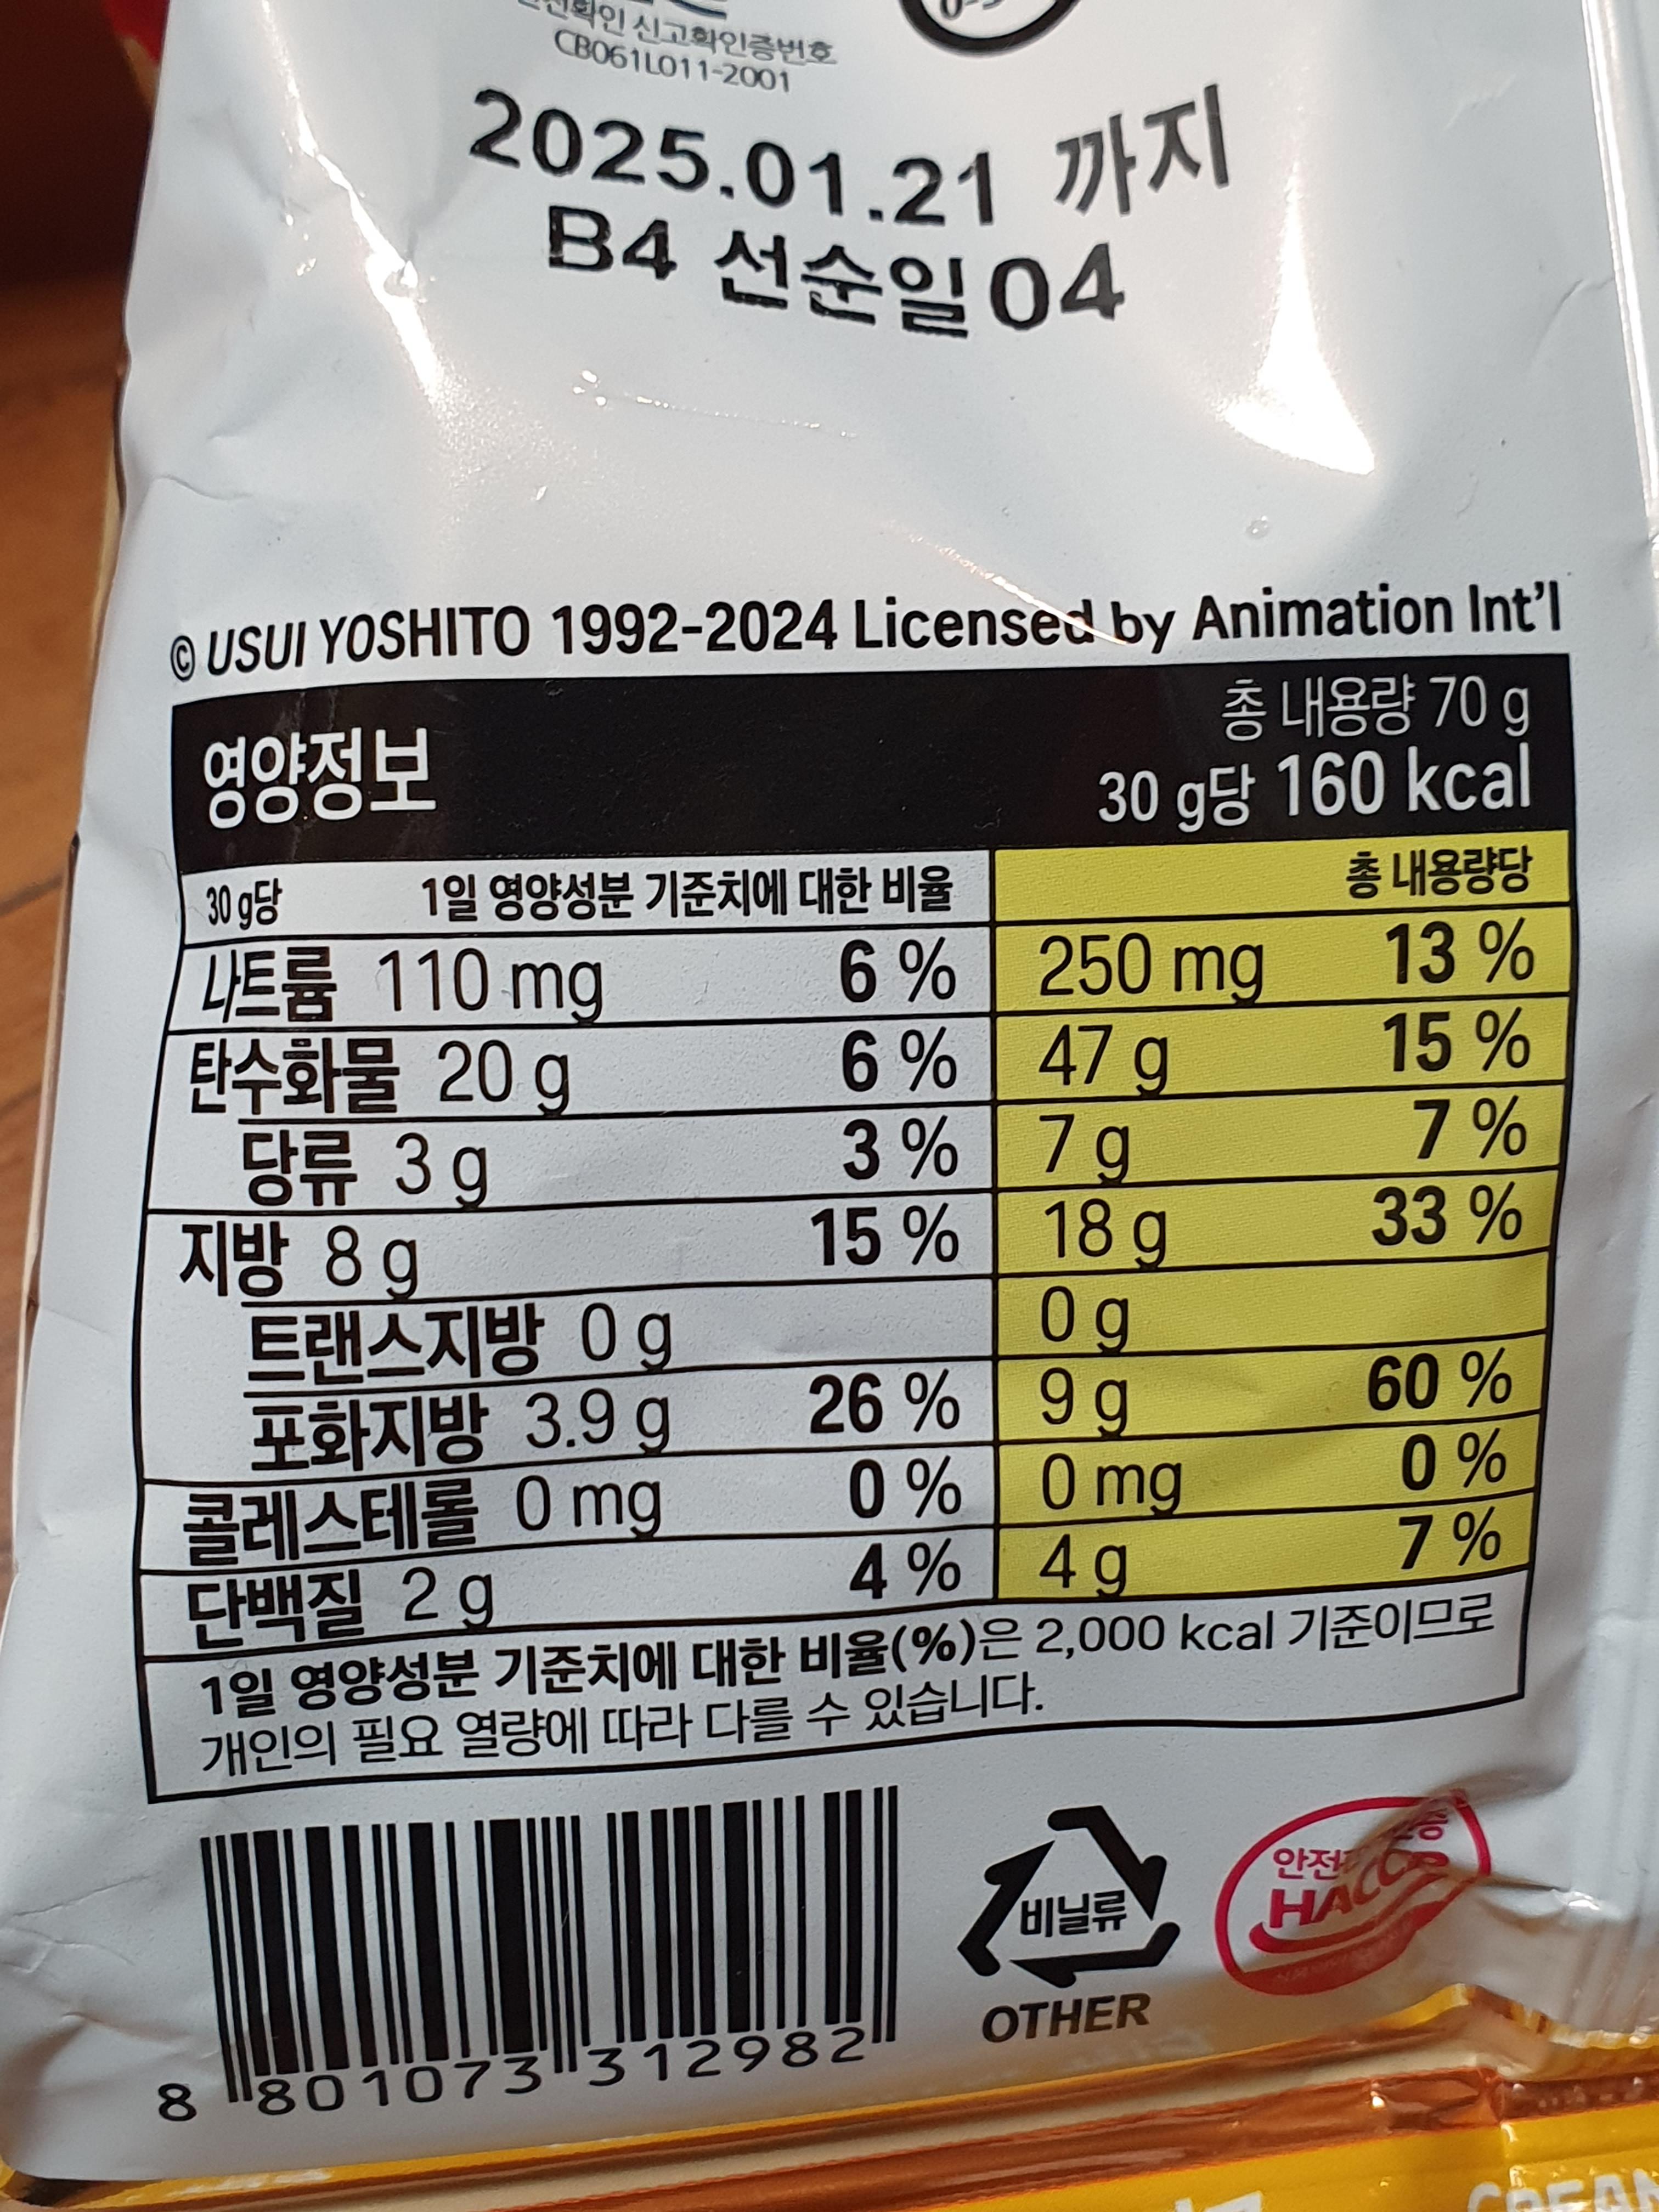 신고확인증번호
CB061L011-2001
2025.01.21 까지
B4 선순일04
© USUI YOSHITO 1992-2024 Licensed by Animation Int'l
영양정보
총 내용량 70 g
30 g당 160 kcal
30 g당 1일 영양성분 기준치에 대한 비율 총 내용량당
나트륨 110 mg 6 % 250 mg 13 %
탄수화물 20 g 6 % 47 g 15 %
당류 3 g 3 % 7 g 7 %
지방 8 g 15 % 18 g 33 %
트랜스지방 0 g 0 g
포화지방 3.9 g 26 % 9 g 60 %
콜레스테롤 0 mg 0 % 0 mg 0 %
단백질 2 g 4 % 4 g 7 %
1일 영양성분 기준치에 대한 비율(%)은 2,000 kcal 기준이므로
개인의 필요 열량에 따라 다를 수 있습니다.
비닐류
OTHER
HACCP
8 801073 312982